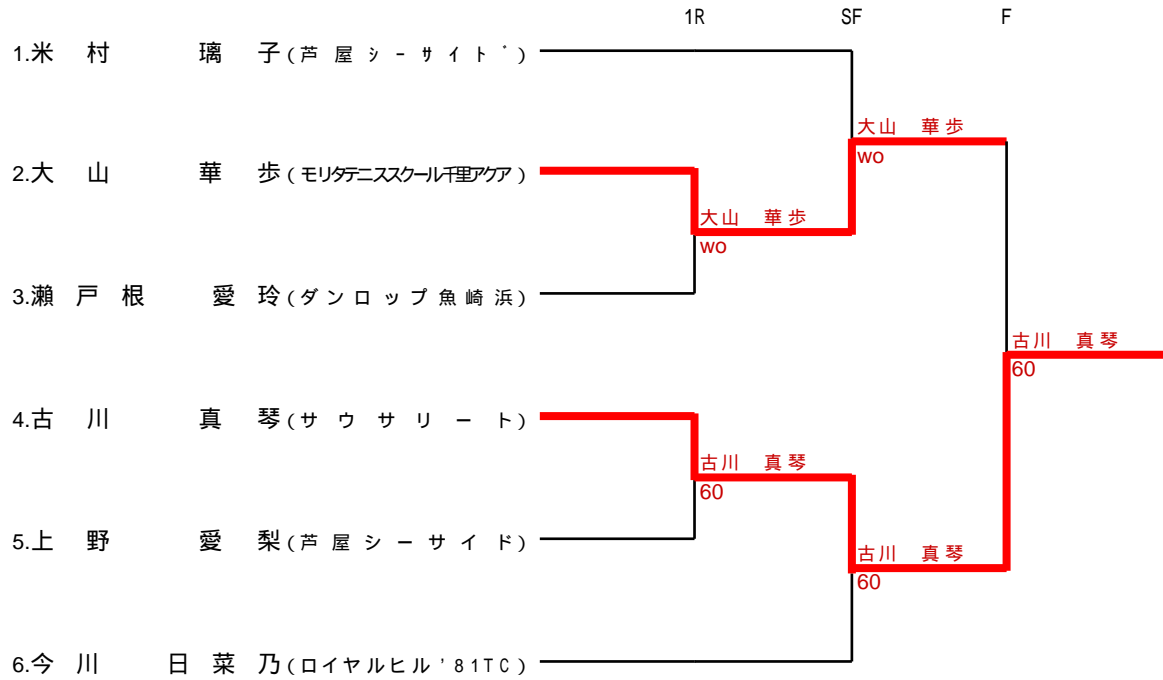 1R SF F
1.米村 璃子(芦屋シーサイド)
大山 華歩
wo
2.大山 華歩(モリタテニススクール千里アクア)
大山 華歩
wo
3.瀬戸根 愛玲(ダンロップ魚崎浜)
古川 真琴
60
4.古川 真琴(サウサリート)
古川 真琴
60
5.上野 愛梨(芦屋シーサイド)
古川 真琴
60
6.今川 日菜乃(ロイヤルヒル'81TC)